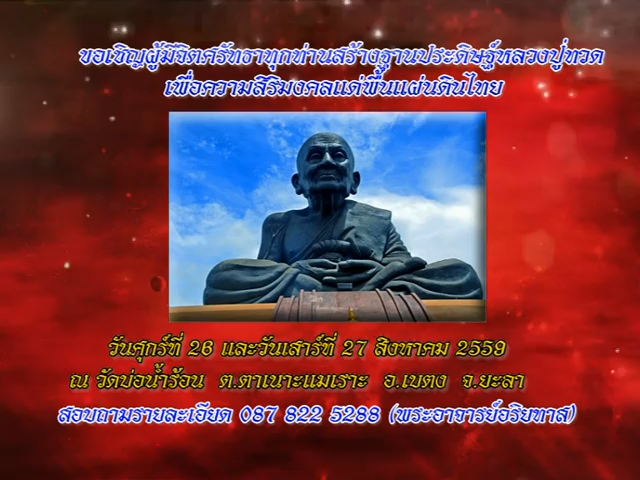 ขอเชิญผู้มีจิตศรัทธาทุกท่านสร้างฐานประดิษฐ์หลวงปู่ทวด
เพื่อความสิริมงคลแด่พื้นแผ่นดินไทย
วันศุกร์ที่ 26 และวันเสาร์ที่ 27 สิงหาคม 2559
ณ วัดบ่อน้ำร้อน ต.ตาเนาะแมเราะ อ.เบตง จ.ยะลา
สอบถามรายละเอียด 087 822 5288 (พระอาจารย์อริยทาส)